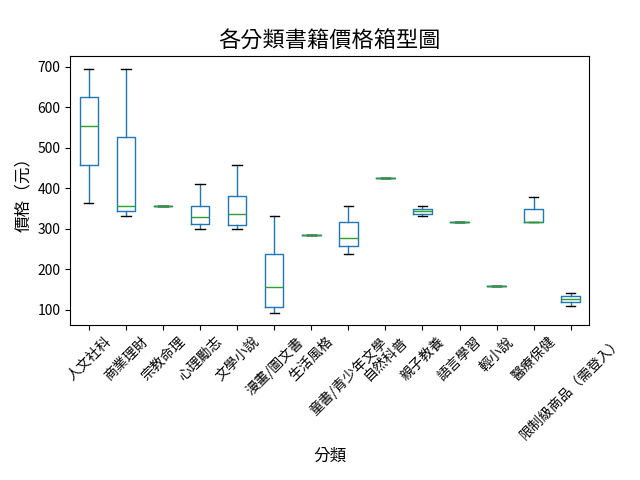 各分類書籍價格箱型圖
價格（元）
700
600
500
400
300
200
100
人文社科
商業理財
宗教命理
心理勵志
文學小說
漫畫/圖文書
生活風格
童書/青少年文學
自然科普
親子教養
語言學習
輕小說
醫療保健
限制級商品（需登入）
分類